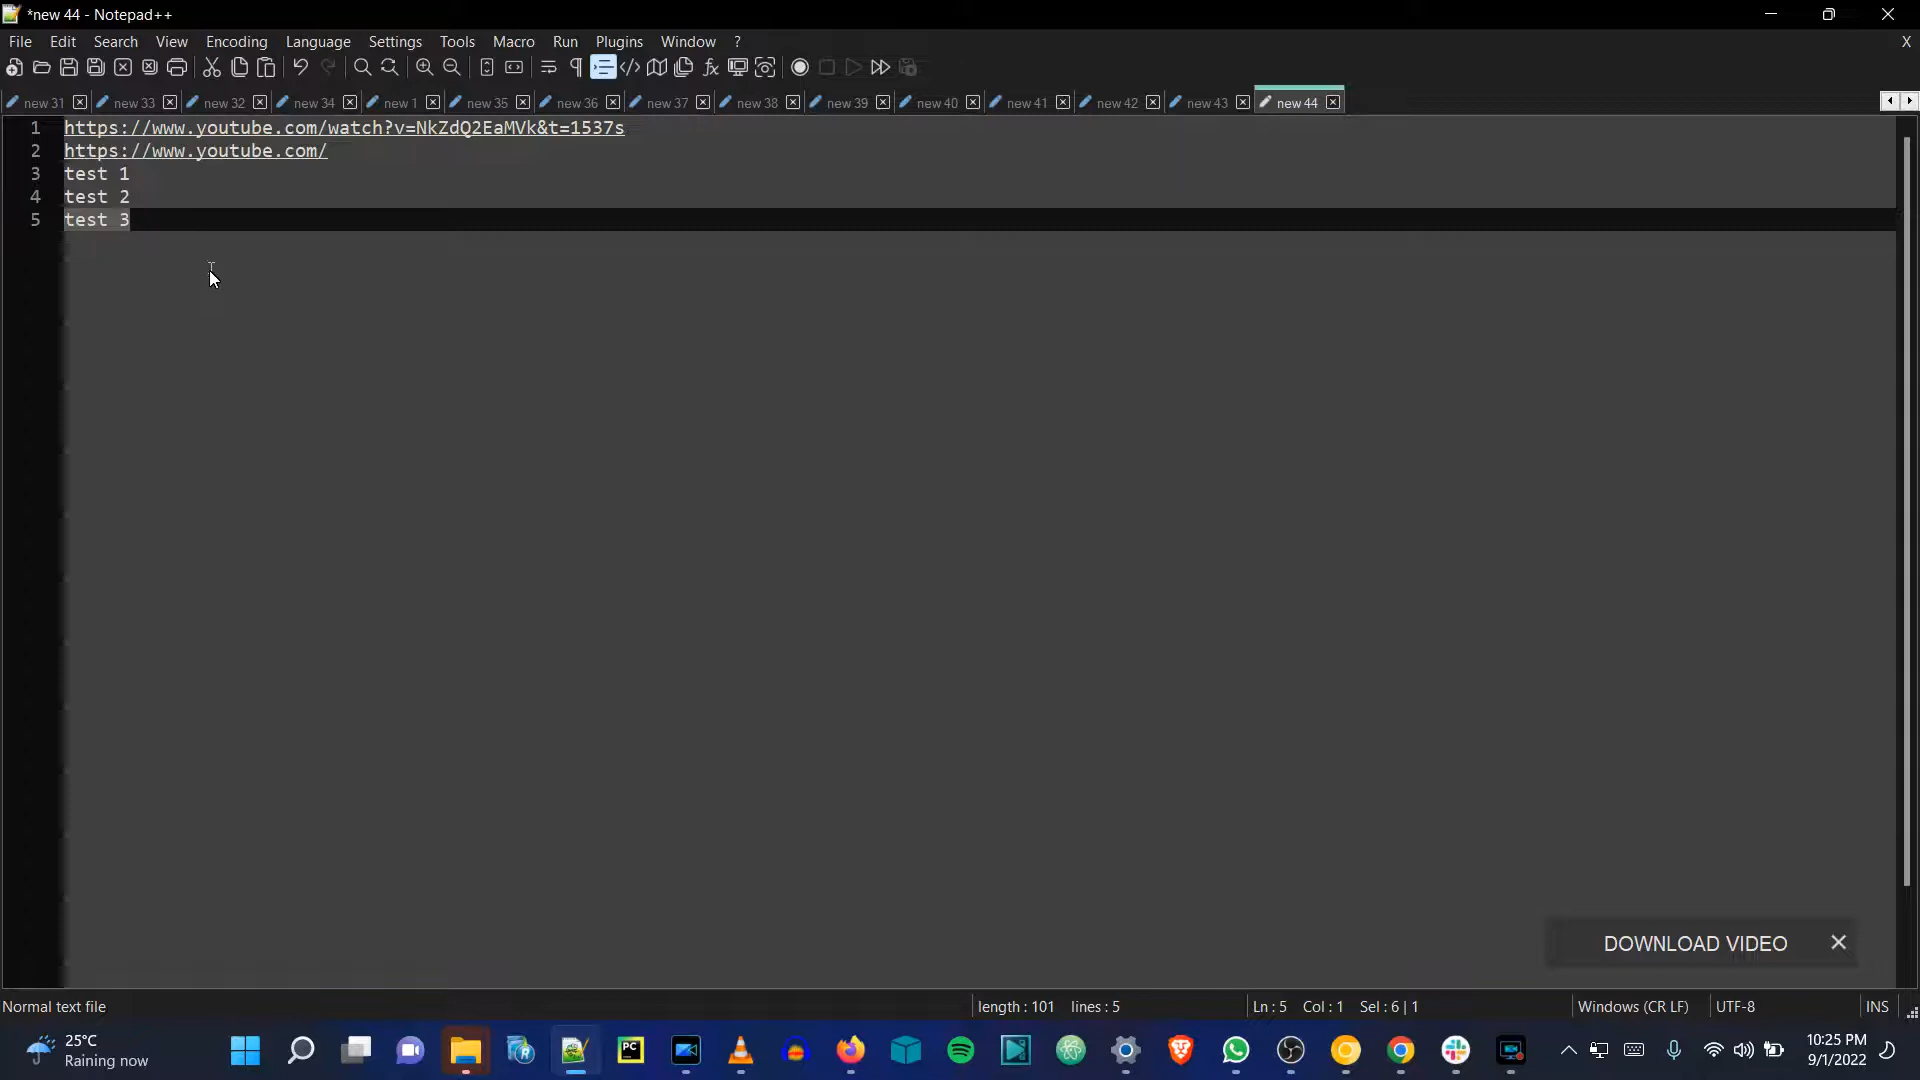 *new 44 - Notepad++
File Edit Search View Encoding Language Settings Tools Macro Run Plugins Window ? X
new 31 new 33 new 32 new 34 new 1 new 35 new 36 new 37 new 38 new 39 new 40 new 41 new 42 new 43 new 44
1 https://www.youtube.com/watch?v=NkZdQ2EaMVk&t=1537s
2 https://www.youtube.com/
3 test 1
4 test 2
5 test 3
DOWNLOAD VIDEO
Normal text file length : 101 lines : 5 Ln : 5 Col : 1 Sel : 6 | 1 Windows (CR LF) UTF-8 INS
25°C
Raining now
PC
10:25 PM
9/1/2022